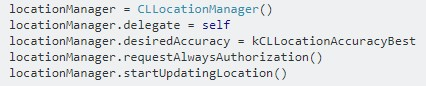 locationManager = CLLocationManager()
locationManager.delegate = self
locationManager.desiredAccuracy = kCLLocationAccuracyBest
locationManager.requestAlwaysAuthorization()
locationManager.startUpdatingLocation()